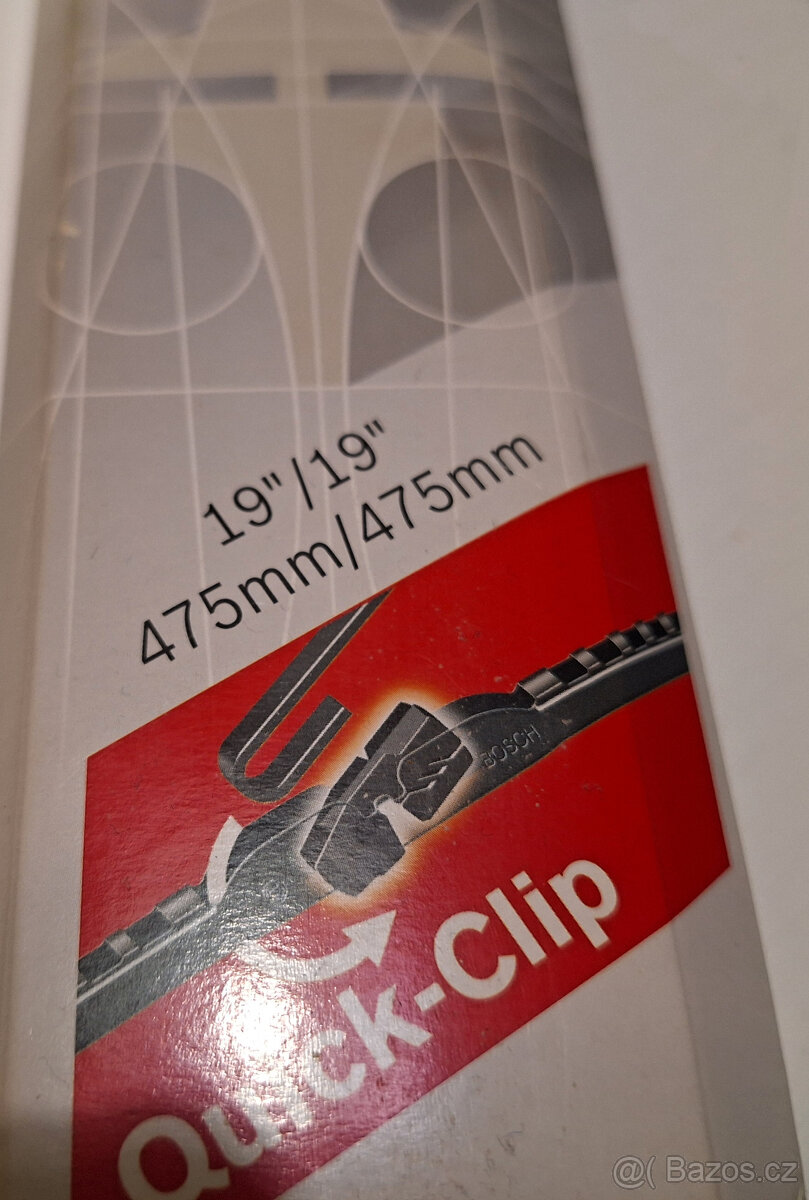 19"/19"
475mm/475mm
BOSCH
Quick-Clip
@( Bazos.cz